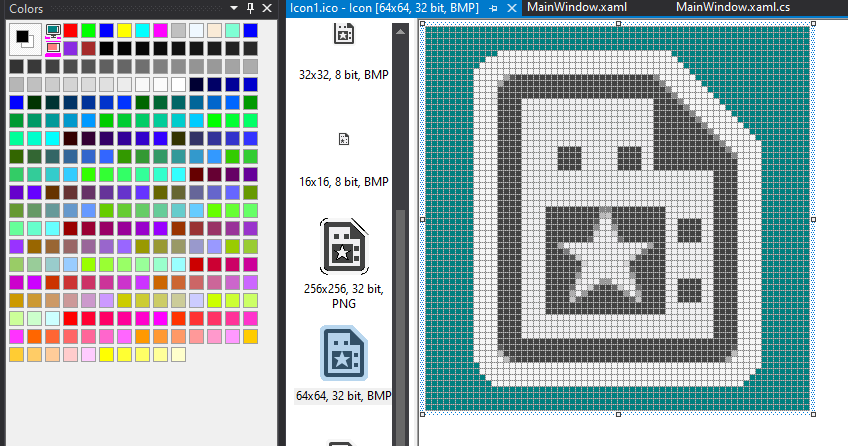 Colors
Icon1.ico - Icon [64x64, 32 bit, BMP]
MainWindow.xaml
MainWindow.xaml.cs
32x32, 8 bit, BMP
16x16, 8 bit, BMP
256x256, 32 bit,
PNG
64x64, 32 bit, BMP